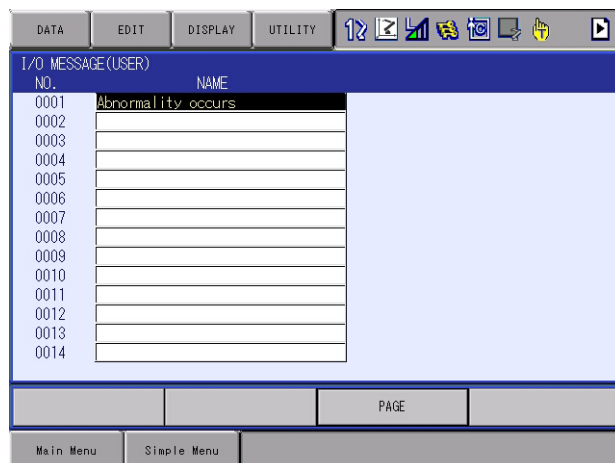 DATA EDIT DISPLAY UTILITY
I/O MESSAGE(USER)
NO. NAME
0001 Abnormality occurs
0002
0003
0004
0005
0006
0007
0008
0009
0010
0011
0012
0013
0014
PAGE
Main Menu Simple Menu